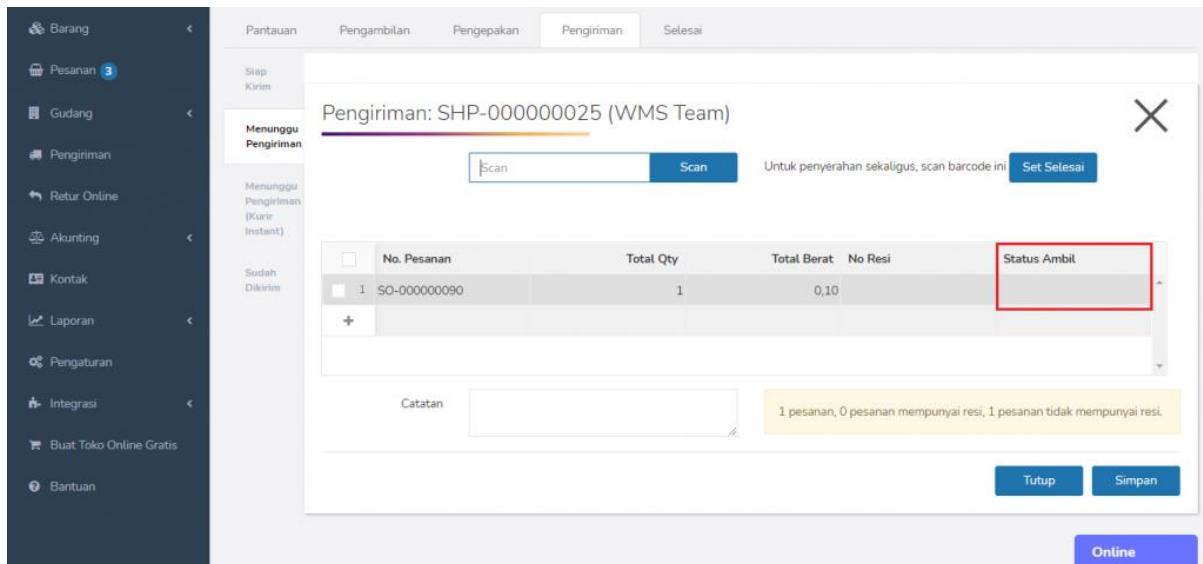 Barang
Pesanan 3
Gudang
Pengiriman
Retur Online
Akunting
Kontak
Laporan
Pengaturan
Integrasi
Buat Toko Online Gratis
Bantuan
Pantauan Pengambilan Pengepakan Pengiriman Selesai
Siap
Kirim
Menunggu
Pengiriman
Menunggu
Pengiriman
(Kurir
Instant)
Sudah
Dikirim
Pengiriman: SHP-000000025 (WMS Team)
Scan Scan Untuk penyerahan sekaligus, scan barcode ini Set Selesai
No. Pesanan Total Qty Total Berat No Resi Status Ambil
1 SO-000000090 1 0,10
+
Catatan
1 pesanan, 0 pesanan mempunyai resi, 1 pesanan tidak mempunyai resi.
Tutup Simpan
Online